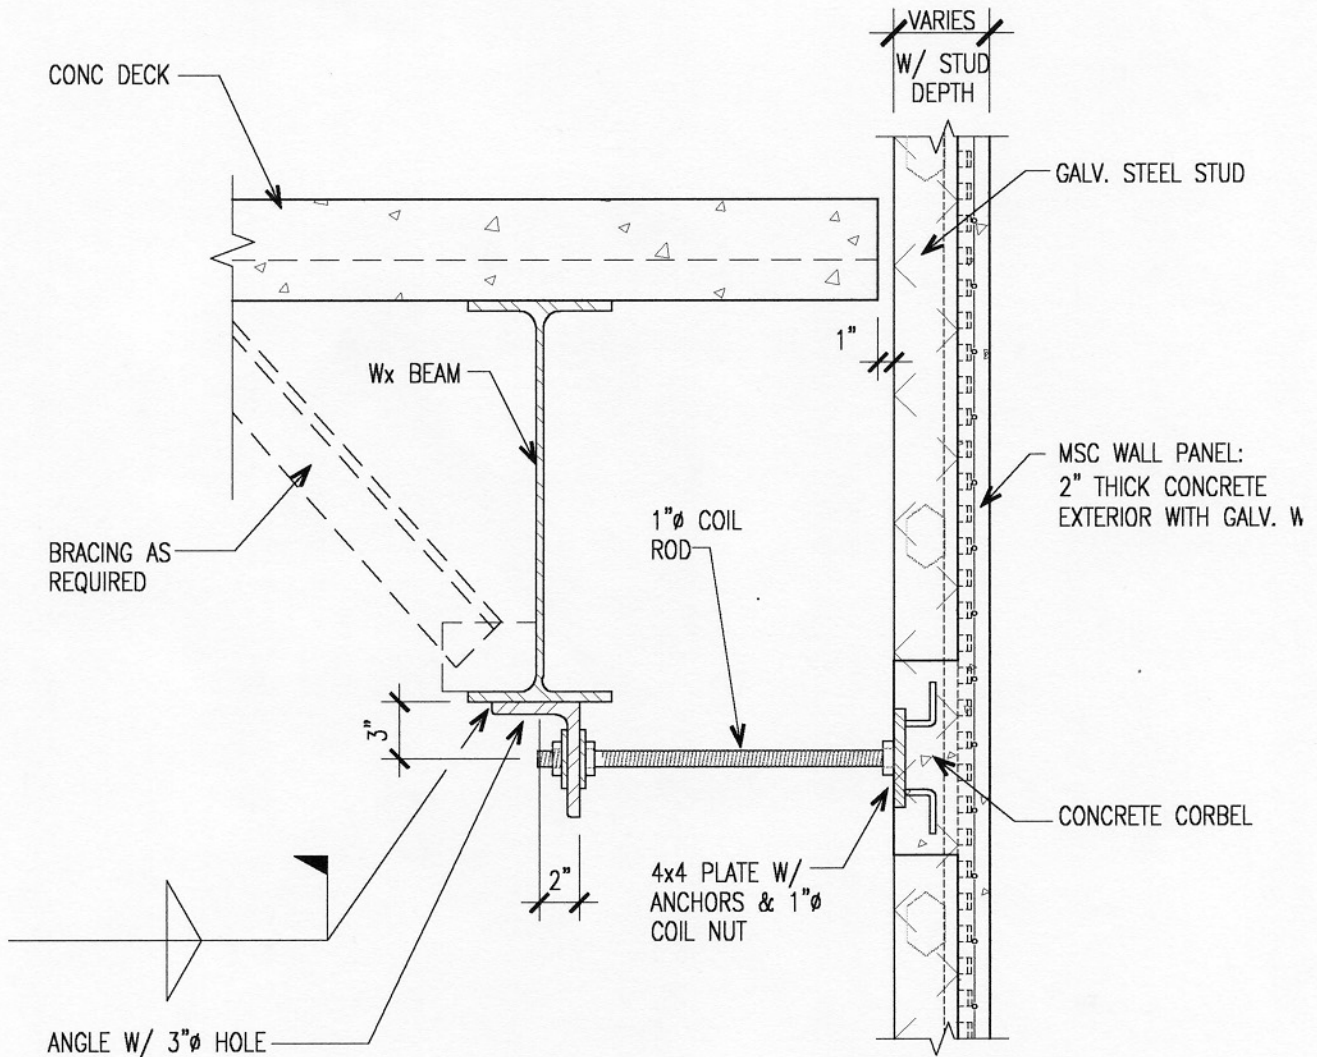 VARIES
W/ STUD
DEPTH
CONC DECK
GALV. STEEL STUD
1"
Wx BEAM
MSC WALL PANEL:
2" THICK CONCRETE
EXTERIOR WITH GALV.
1"ø COIL
ROD
BRACING AS
REQUIRED
3"
CONCRETE CORBEL
2"
4x4 PLATE W/
ANCHORS & 1"ø
COIL NUT
ANGLE W/ 3"ø HOLE